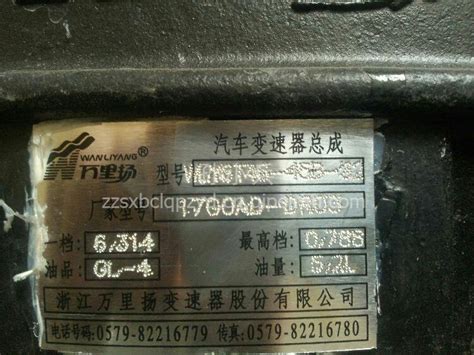 汽车变速器总成
WANLIYANG®
万里扬
型号
zzsxbclqp
厂家型号 1700AD-
一档: 6.314 最高档: 0.788
油品: GL-4 油量: 6.2L
浙江万里扬变速器股份有限公司
电话号码:0579-82216779 传真:0579-82216780